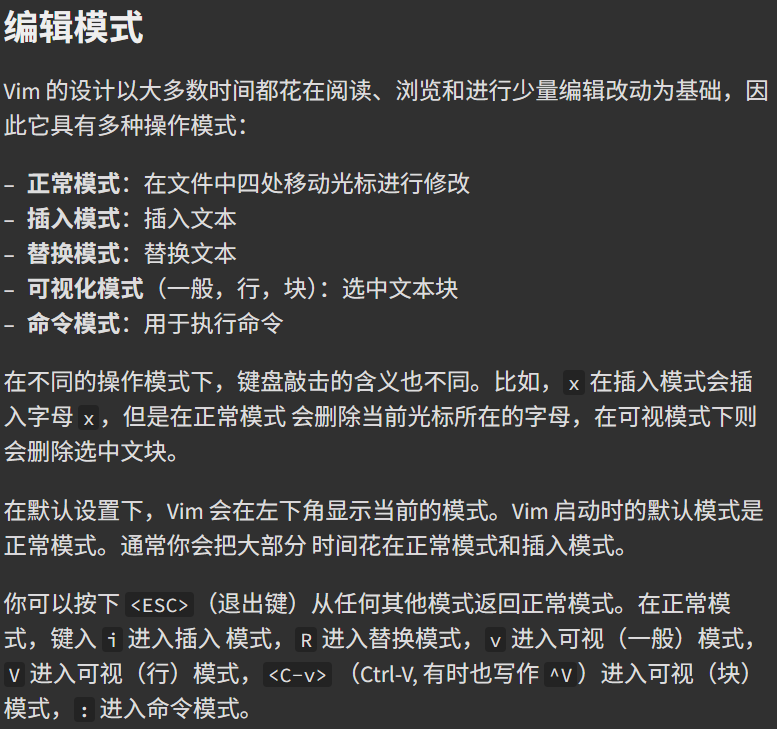 编辑模式
Vim 的设计以大多数时间都花在阅读、浏览和进行少量编辑改动为基础，因
此它具有多种操作模式：
– 正常模式：在文件中四处移动光标进行修改
– 插入模式：插入文本
– 替换模式：替换文本
– 可视化模式（一般，行，块）：选中文本块
– 命令模式：用于执行命令
在不同的操作模式下，键盘敲击的含义也不同。比如，x 在插入模式会插
入字母 x，但是在正常模式 会删除当前光标所在的字母，在可视模式下则
会删除选中文块。
在默认设置下，Vim 会在左下角显示当前的模式。Vim 启动时的默认模式是
正常模式。通常你会把大部分 时间花在正常模式和插入模式。
你可以按下 <ESC>（退出键）从任何其他模式返回正常模式。在正常模
式，键入 i 进入插入 模式，R 进入替换模式，v 进入可视（一般）模式，
V 进入可视（行）模式，<C-v> （Ctrl-V, 有时也写作 ^V ）进入可视（块）
模式，: 进入命令模式。